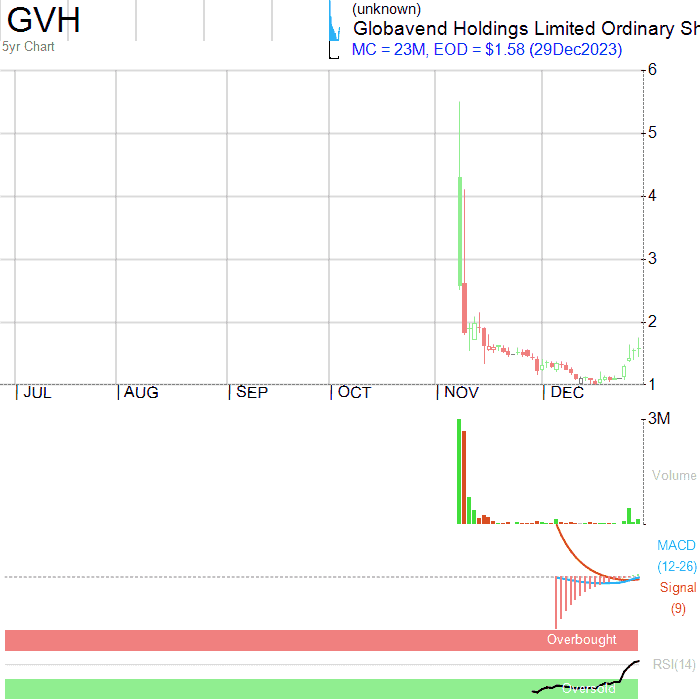 GVH
(unknown)
Globavend Holdings Limited Ordinary Sh
5yr Chart
MC = 23M, EOD = $1.58 (29Dec2023)
6
5
4
3
2
1
JUL AUG SEP OCT NOV DEC
3M
Volume
MACD
(12-26)
Signal
(9)
Overbought
RSI(14)
Oversold